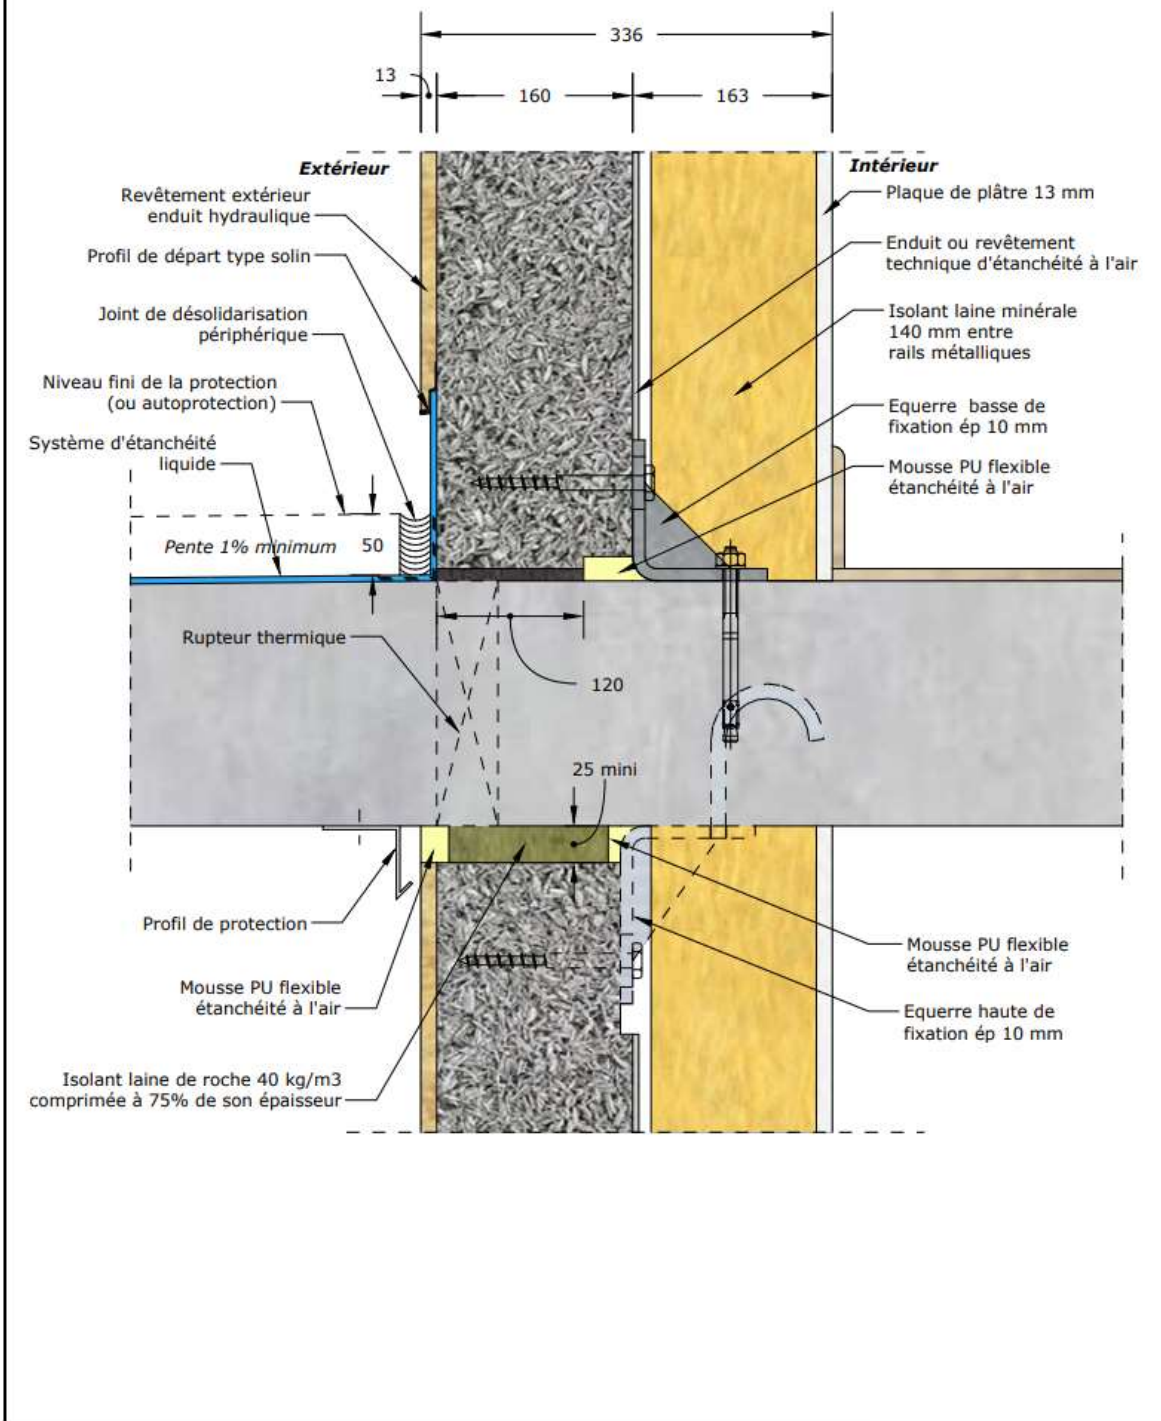 336
13
160
163
Extérieur
Intérieur
Revêtement extérieur
enduit hydraulique
Profil de départ type solin
Joint de désolidarisation
périphérique
Niveau fini de la protection
(ou autoprotection)
Système d'étanchéité
liquide
Pente 1% minimum
50
Rupteur thermique
120
25 mini
Profil de protection
Mousse PU flexible
étanchéité à l'air
Isolant laine de roche 40 kg/m3
comprimée à 75% de son épaisseur
Plaque de plâtre 13 mm
Enduit ou revêtement
technique d'étanchéité à l'air
Isolant laine minérale
140 mm entre
rails métalliques
Equerre basse de
fixation ép 10 mm
Mousse PU flexible
étanchéité à l'air
Mousse PU flexible
étanchéité à l'air
Equerre haute de
fixation ép 10 mm